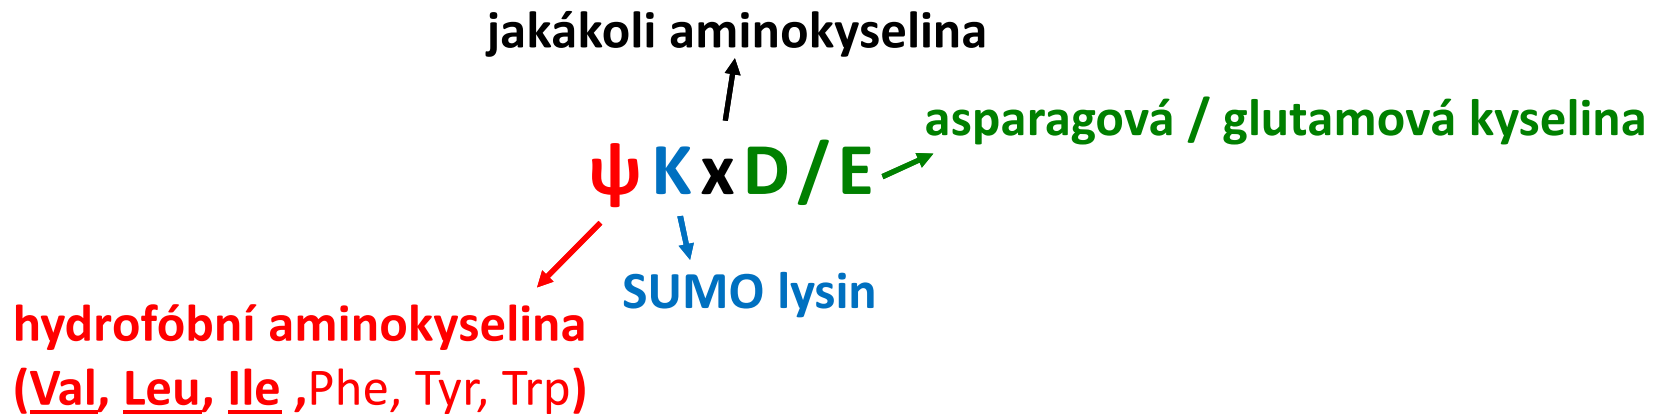 jakákoli aminokyselina
asparagová / glutamová kyselina
ψ K x D / E
SUMO lysin
hydrofóbní aminokyselina
(Val, Leu, Ile ,Phe, Tyr, Trp)